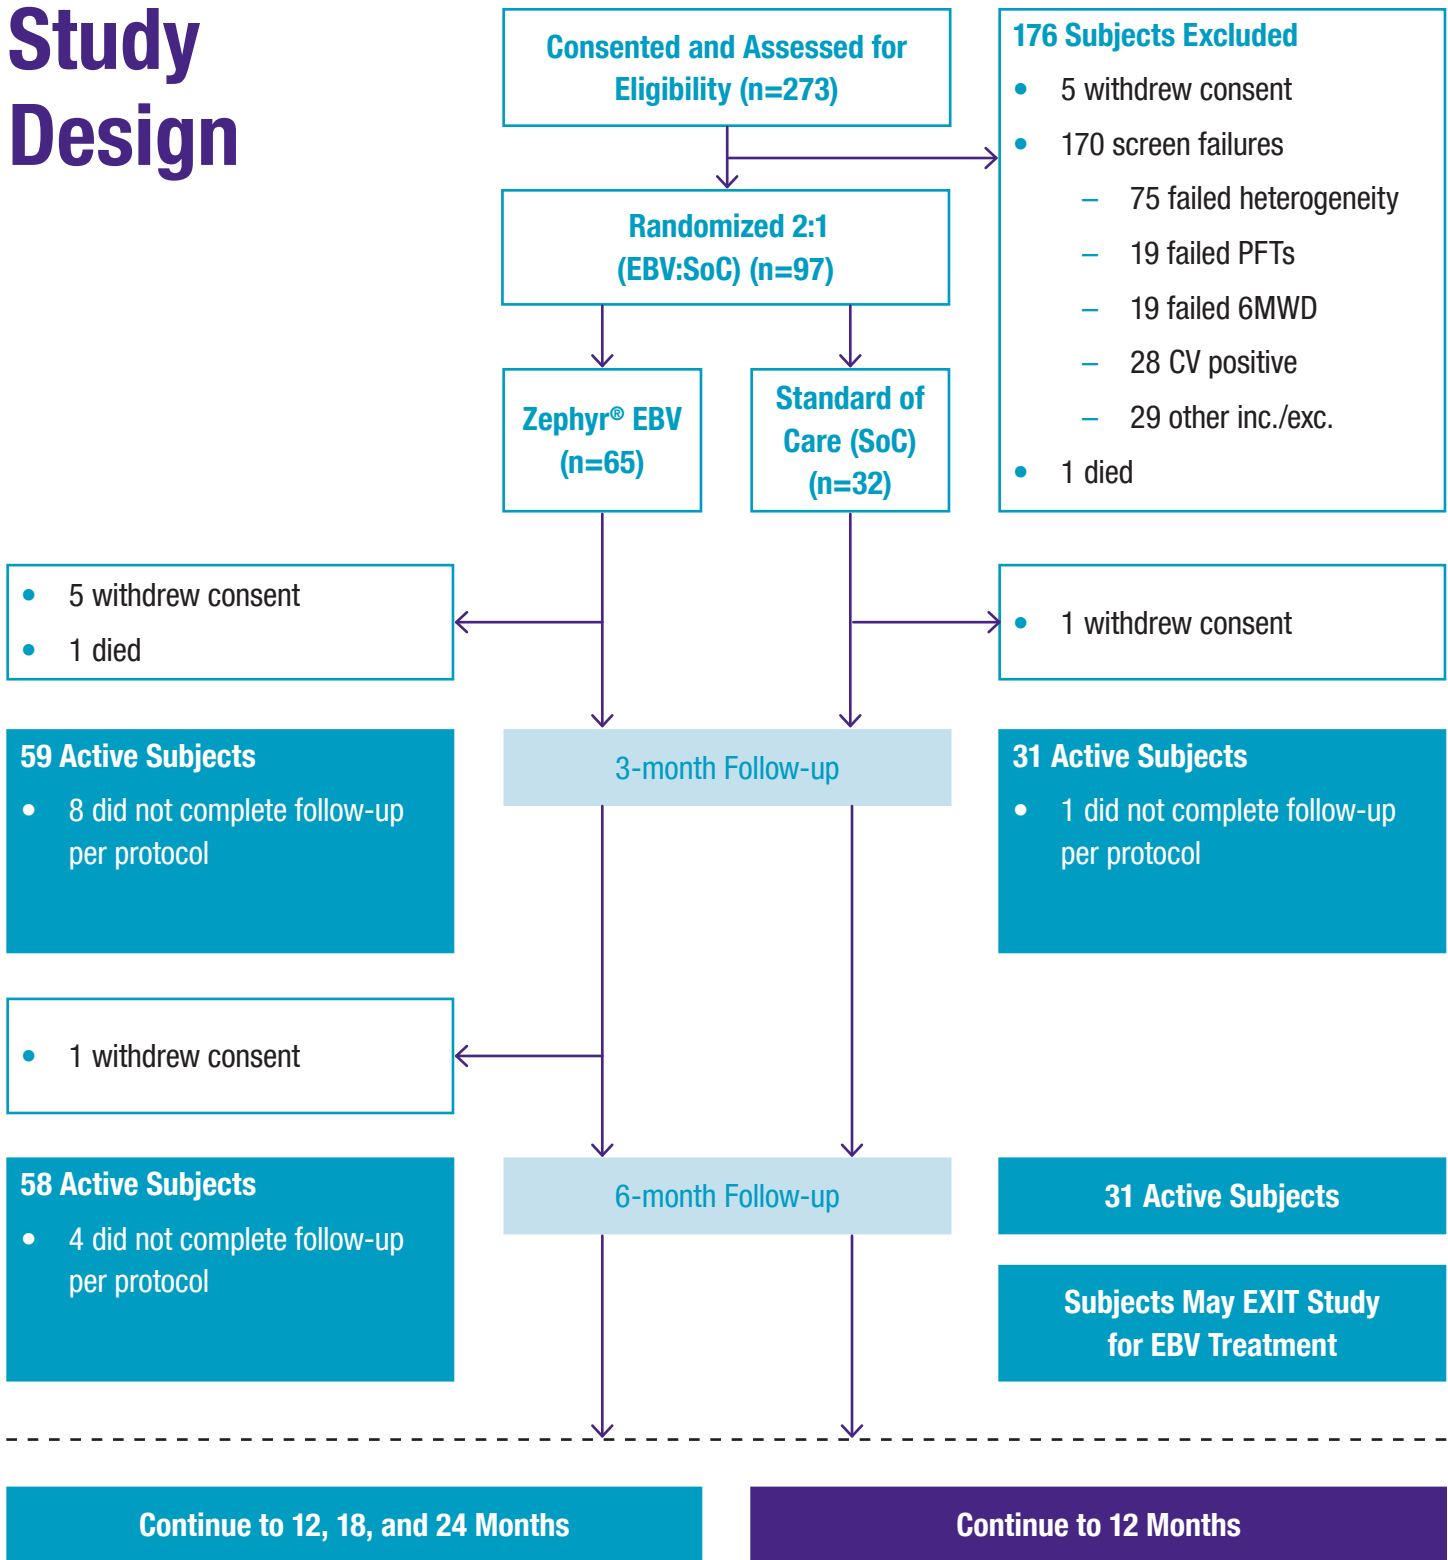 Study
Design
Consented and Assessed for
Eligibility (n=273)
176 Subjects Excluded
• 5 withdrew consent
• 170 screen failures
– 75 failed heterogeneity
– 19 failed PFTs
– 19 failed 6MWD
– 28 CV positive
– 29 other inc./exc.
• 1 died
Randomized 2:1
(EBV:SoC) (n=97)
Zephyr® EBV
(n=65)
Standard of
Care (SoC)
(n=32)
• 5 withdrew consent
• 1 died
• 1 withdrew consent
59 Active Subjects
• 8 did not complete follow-up
per protocol
3-month Follow-up
31 Active Subjects
• 1 did not complete follow-up
per protocol
• 1 withdrew consent
58 Active Subjects
• 4 did not complete follow-up
per protocol
6-month Follow-up
31 Active Subjects
Subjects May EXIT Study
for EBV Treatment
Continue to 12, 18, and 24 Months
Continue to 12 Months